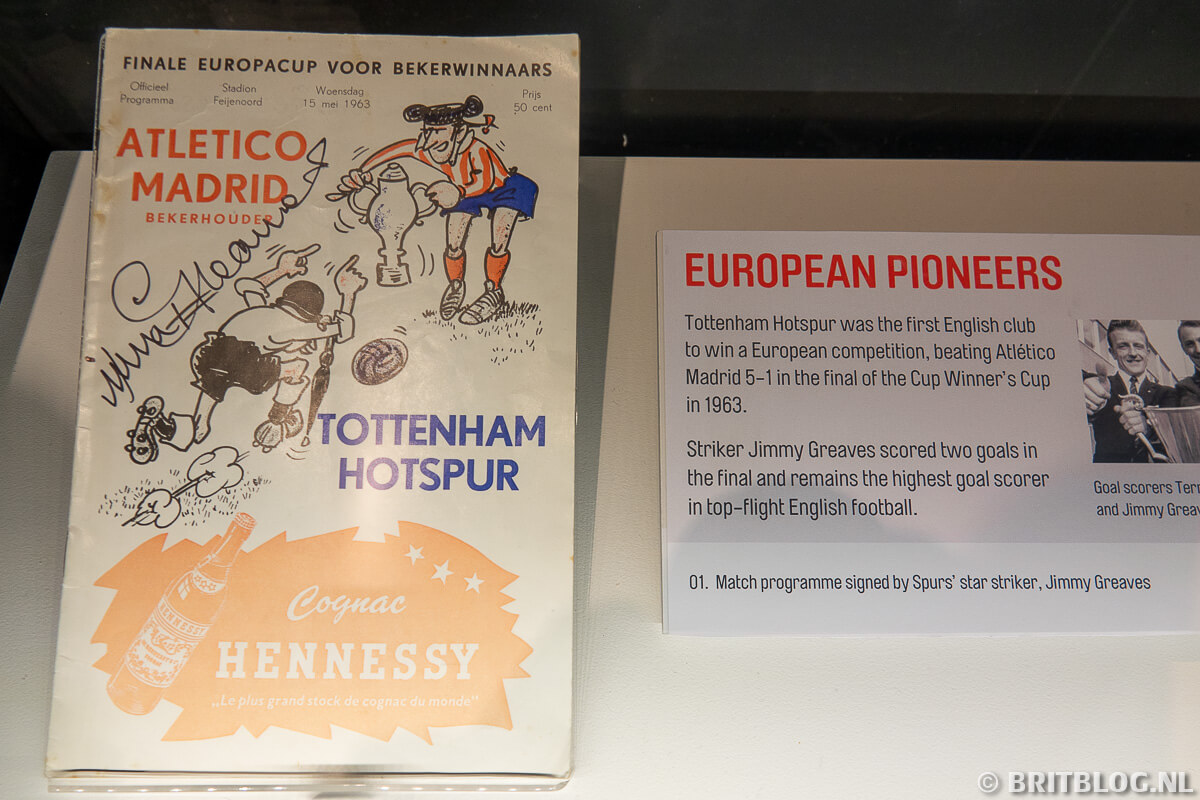 FINALE EUROPACUP VOOR BEKERWINNAARS
Officieel
Programma
Stadion
Feijenoord
Woensdag
15 mei 1963
Prijs
50 cent
ATLETICO
MADRID
BEKERHOUDER
TOTTENHAM
HOTSPUR
Cognac
HENNESSY
„Le plus grand stock de cognac du monde"
HENNESSY
EUROPEAN PIONEERS
Tottenham Hotspur was the first English club
to win a European competition, beating Atlético
Madrid 5-1 in the final of the Cup Winner's Cup
in 1963.
Striker Jimmy Greaves scored two goals in
the final and remains the highest goal scorer
in top-flight English football.
Goal scorers Terr
and Jimmy Greav
01. Match programme signed by Spurs' star striker, Jimmy Greaves
© BRITBLOG.NL